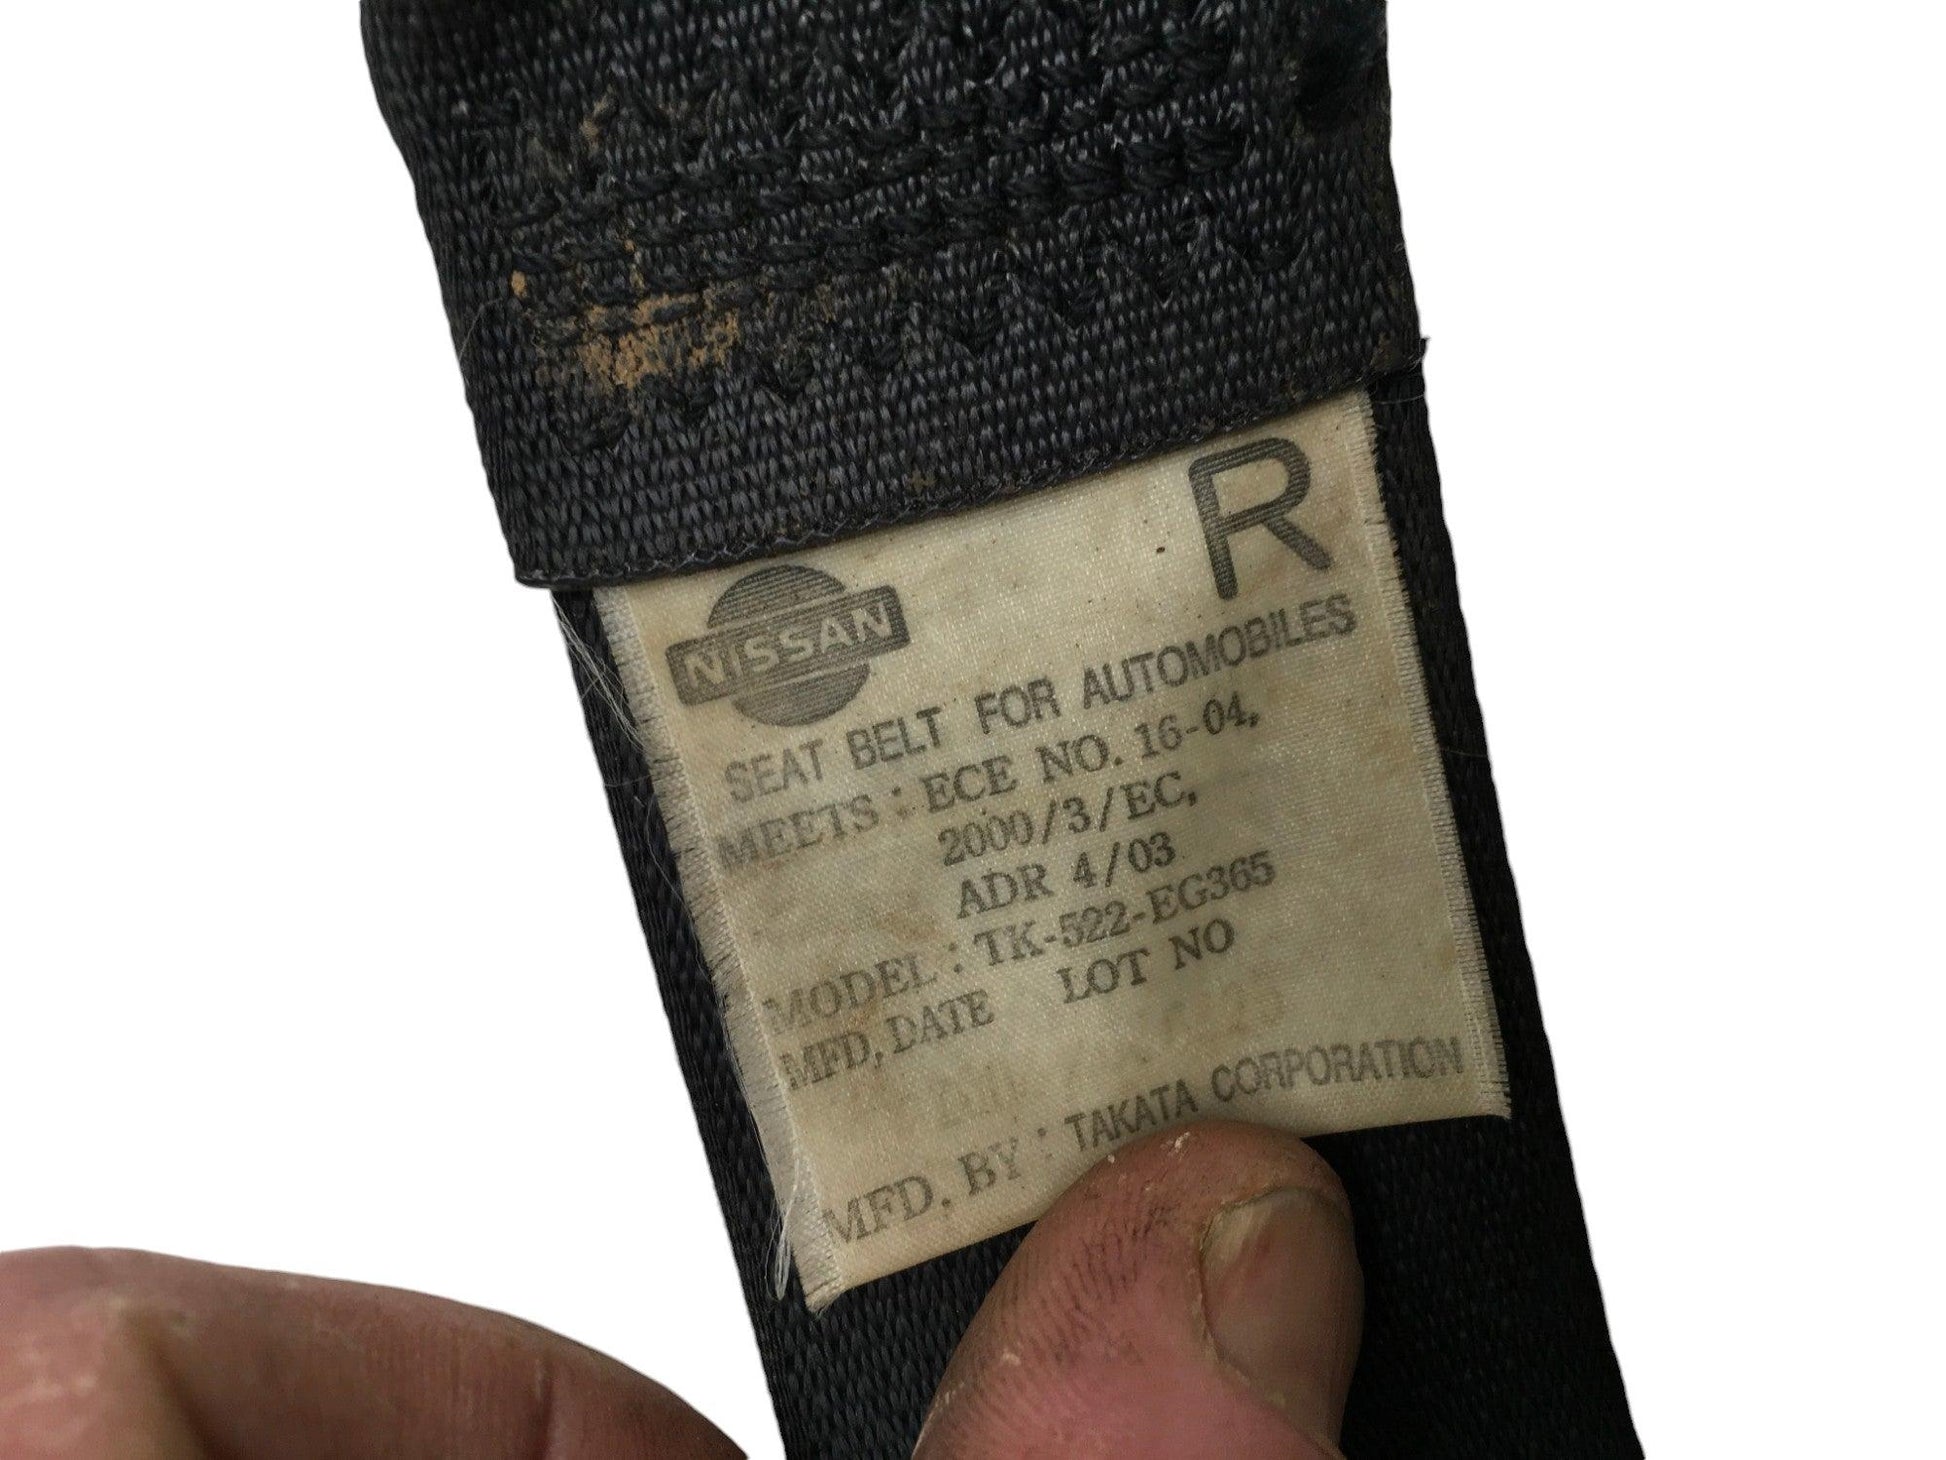 R
NISSAN
SEAT BELT FOR AUTOMOBILES
MEETS : ECE NO. 16-04,
2000/3/EC,
ADR 4/03
MODEL : TK-522-EG365
MFD, DATE LOT NO
MFD. BY : TAKATA CORPORATION